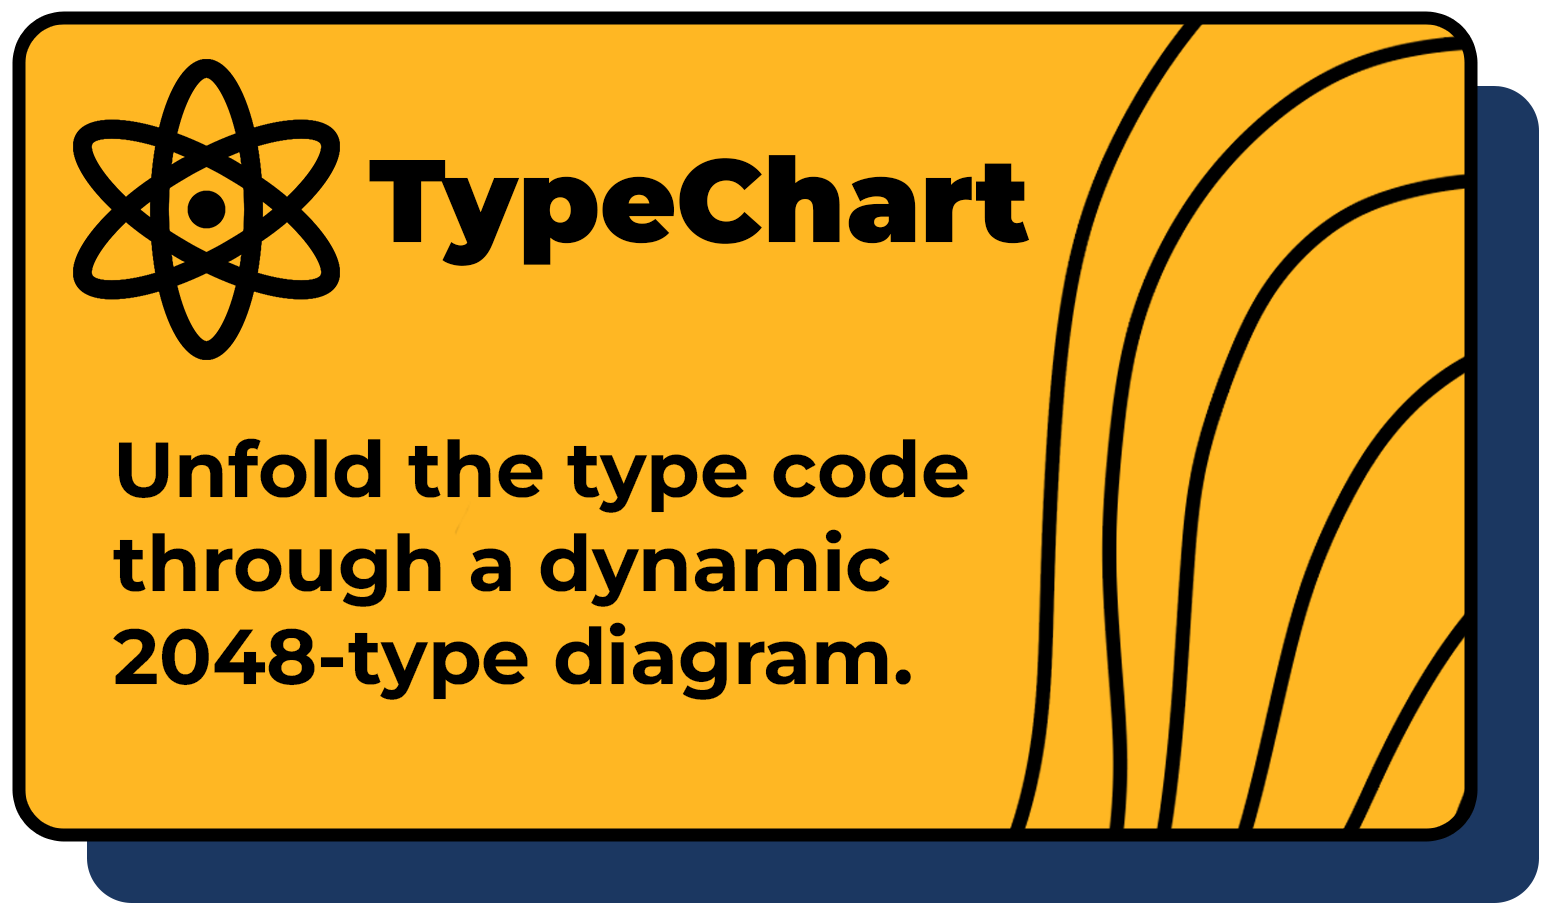 TypeChart
Unfold the type code
through a dynamic
2048-type diagram.